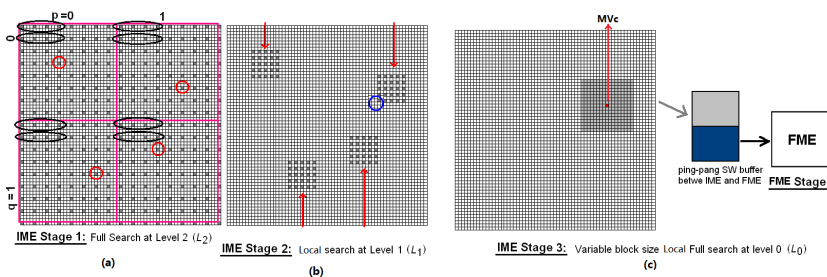 p =0
1
0
q = 1
IME Stage 1: Full Search at Level 2 (L2)
(a)
IME Stage 2: Local search at Level 1 (L1)
(b)
MVc
ping-pang SW buffer
betwe IME and FME
FME
FME Stage
IME Stage 3: Variable block size Local Full search at level 0 (L0)
(c)